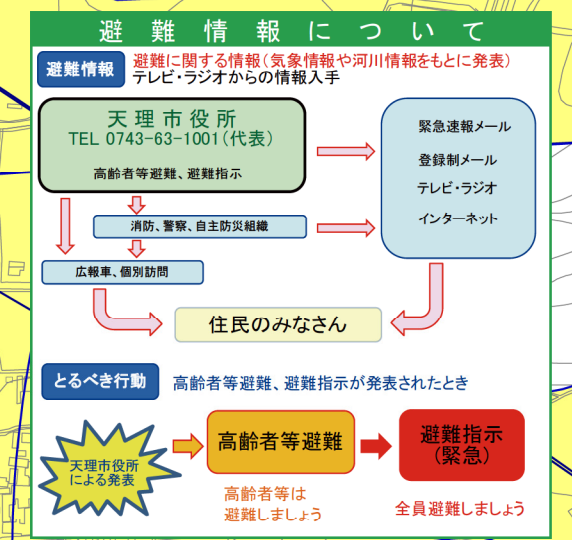 避難情報について
避難情報
避難に関する情報（気象情報や河川情報をもとに発表）
テレビ・ラジオからの情報入手
天理市役所
TEL 0743-63-1001（代表）
高齢者等避難、避難指示
緊急速報メール
登録制メール
テレビ・ラジオ
インターネット
消防、警察、自主防災組織
広報車、個別訪問
住民のみなさん
とるべき行動
高齢者等避難、避難指示が発表されたとき
天理市役所
による発表
高齢者等避難
避難指示
（緊急）
高齢者等は
避難しましょう
全員避難しましょう